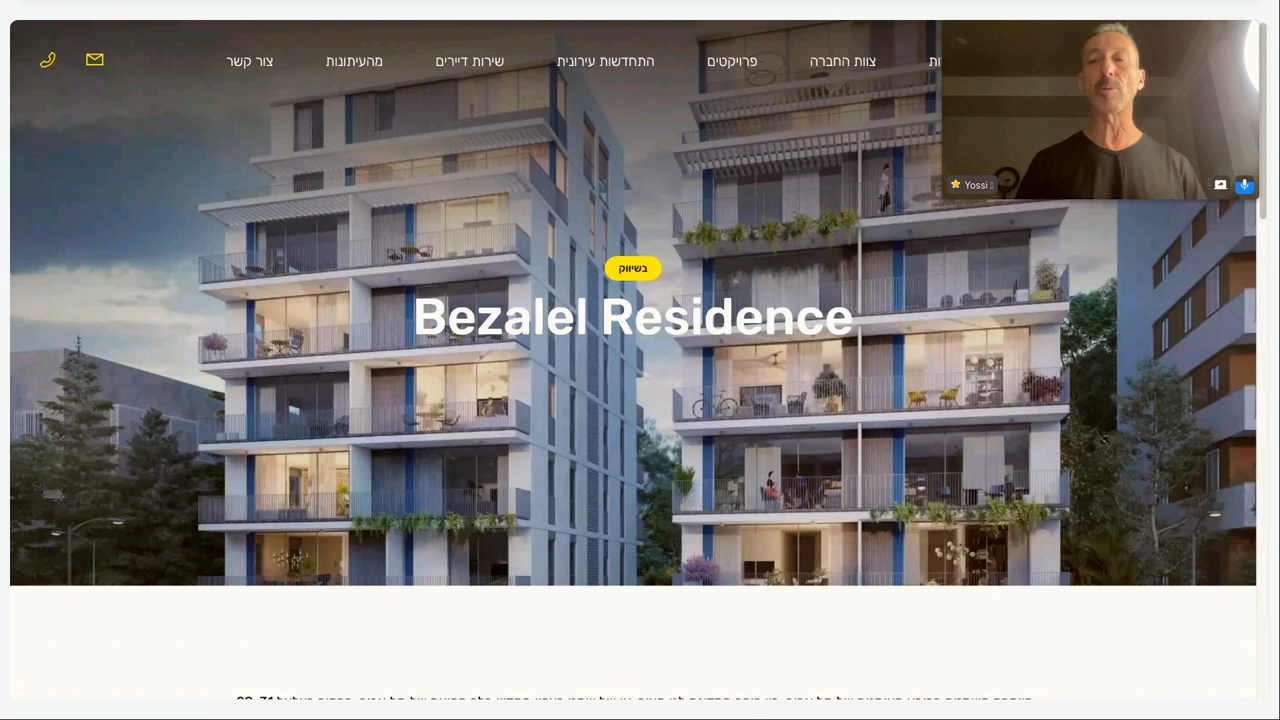 צוות החברה
פרויקטים
התחדשות עירונית
שירות דיירים
מהעיתונות
צור קשר
Yossi
בשיווק
Bezalel Residence